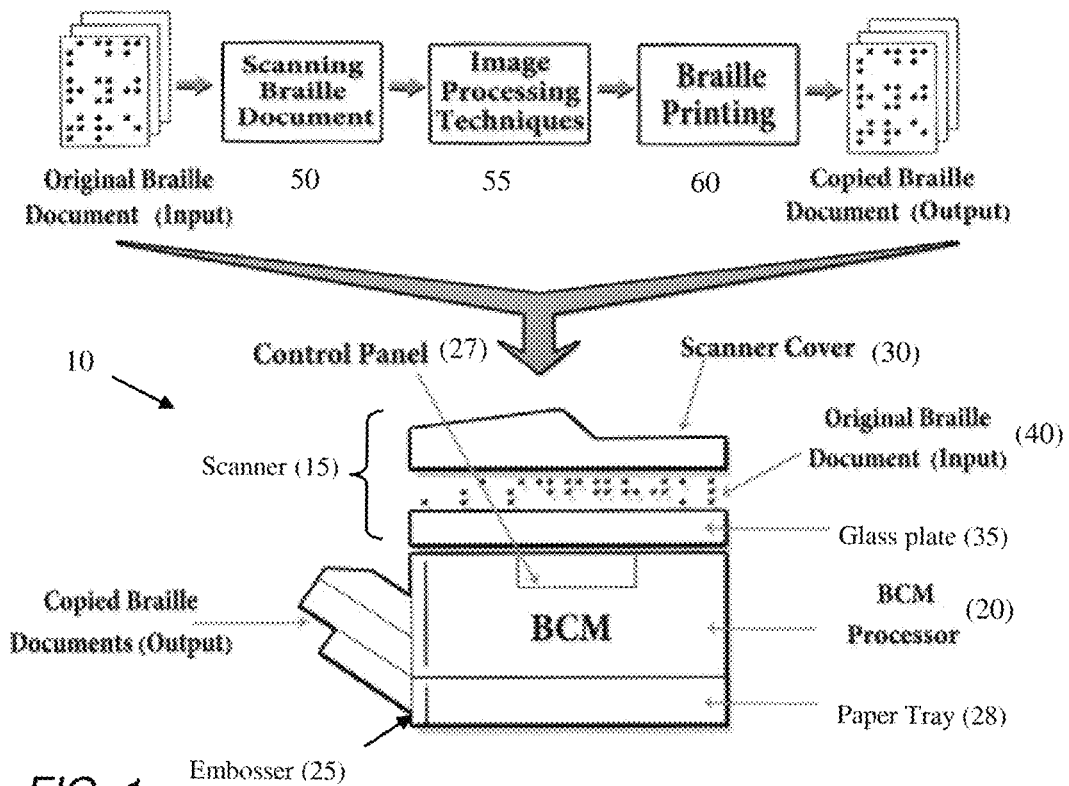 Scanning
Braille
Document
Image
Processing
Techniques
Braille
Printing
Original Braille
Document (Input)
50
55
60
Copied Braille
Document (Output)
10
Control Panel (27)
Scanner Cover (30)
Scanner (15)
Original Braille
Document (Input) (40)
Glass plate (35)
Copied Braille
Documents (Output)
BCM
BCM
Processor (20)
Paper Tray (28)
Embosser (25)
FIG. 1